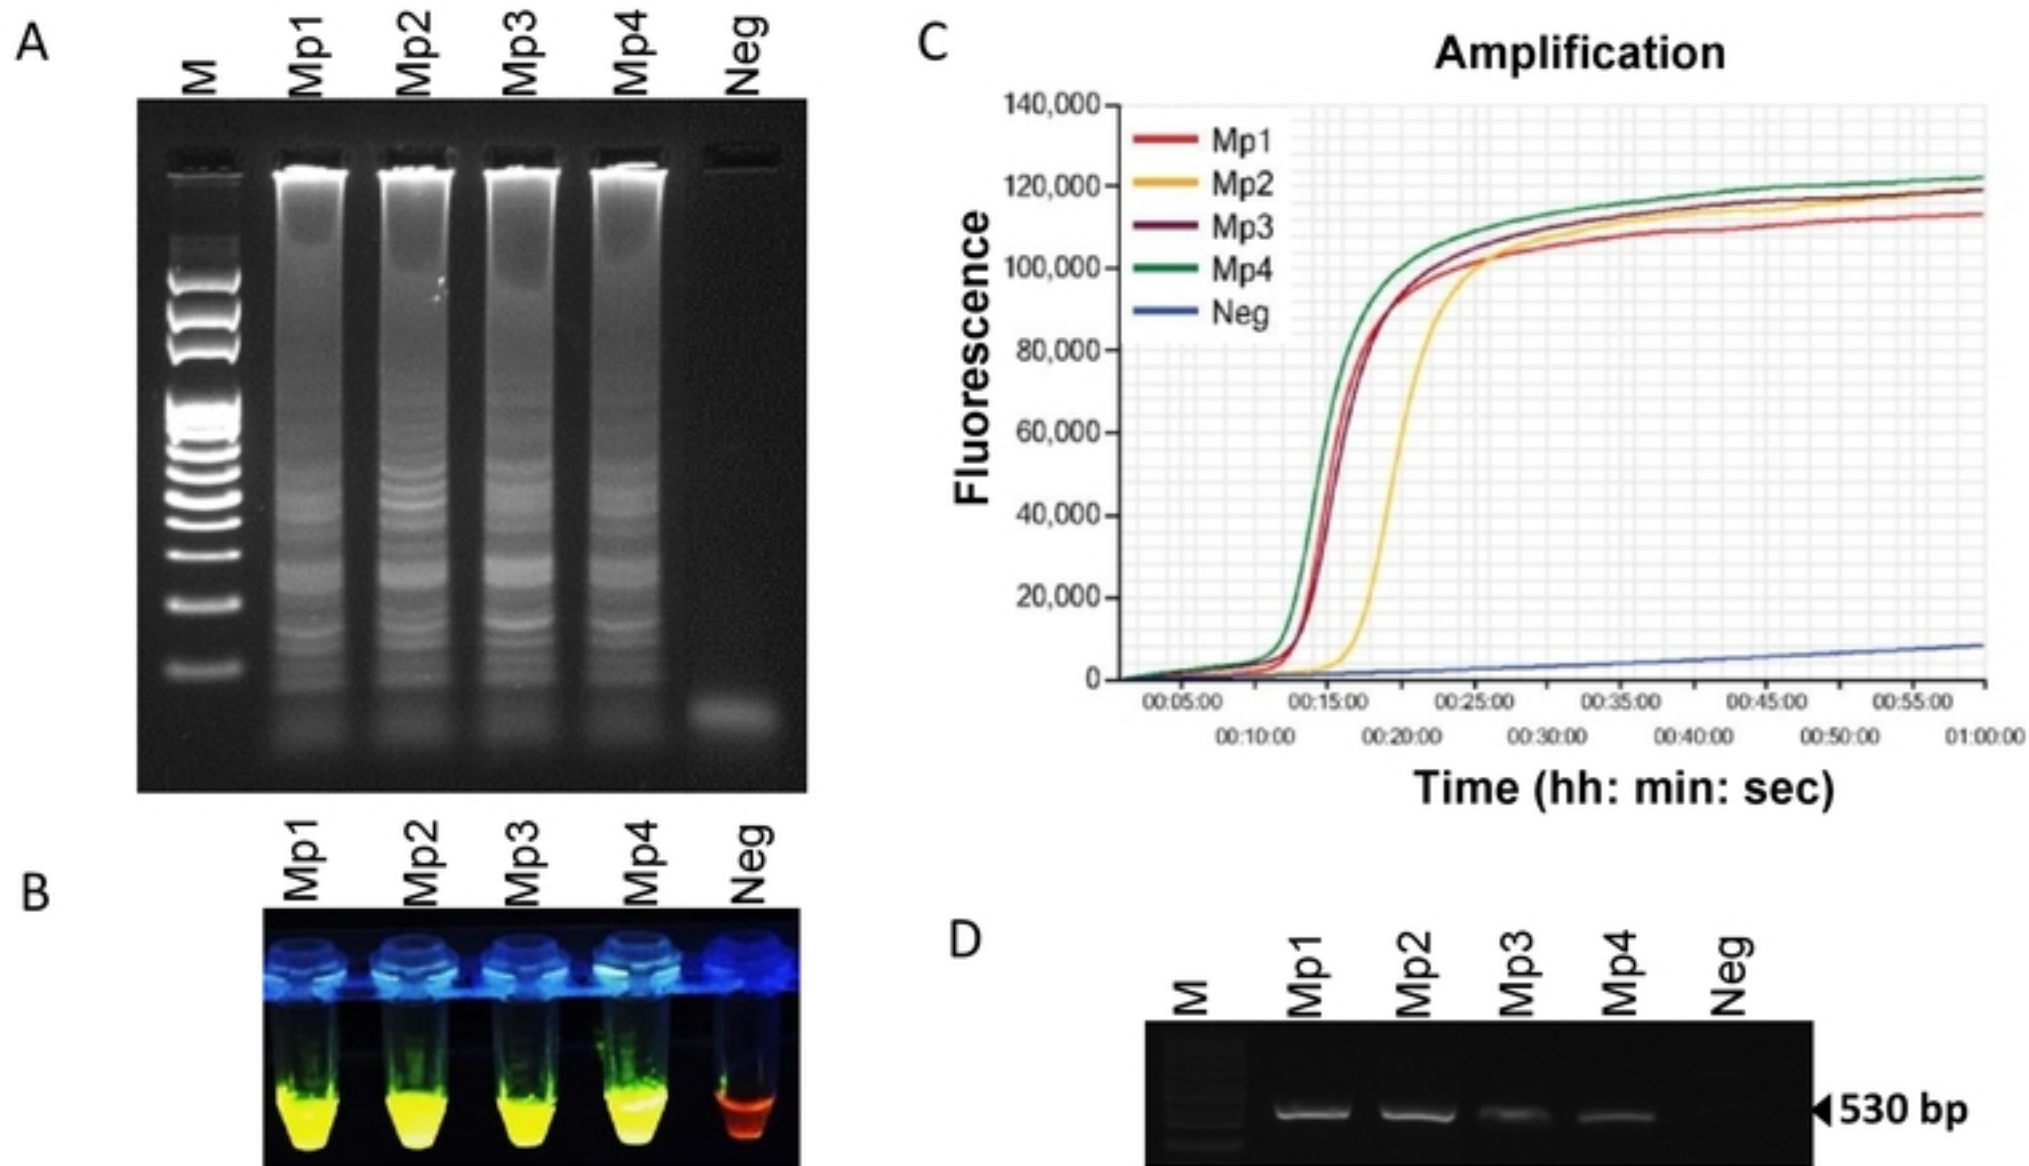 A
M
Mp1
Mp2
Mp3
Mp4
Neg
B
Mp1
Mp2
Mp3
Mp4
Neg
C
Amplification
Fluorescence
140,000
120,000
100,000
80,000
60,000
40,000
20,000
0
Mp1
Mp2
Mp3
Mp4
Neg
00:05:00 00:15:00 00:25:00 00:35:00 00:45:00 00:55:00
00:10:00 00:20:00 00:30:00 00:40:00 00:50:00 01:00:00
Time (hh: min: sec)
D
M
Mp1
Mp2
Mp3
Mp4
Neg
530 bp